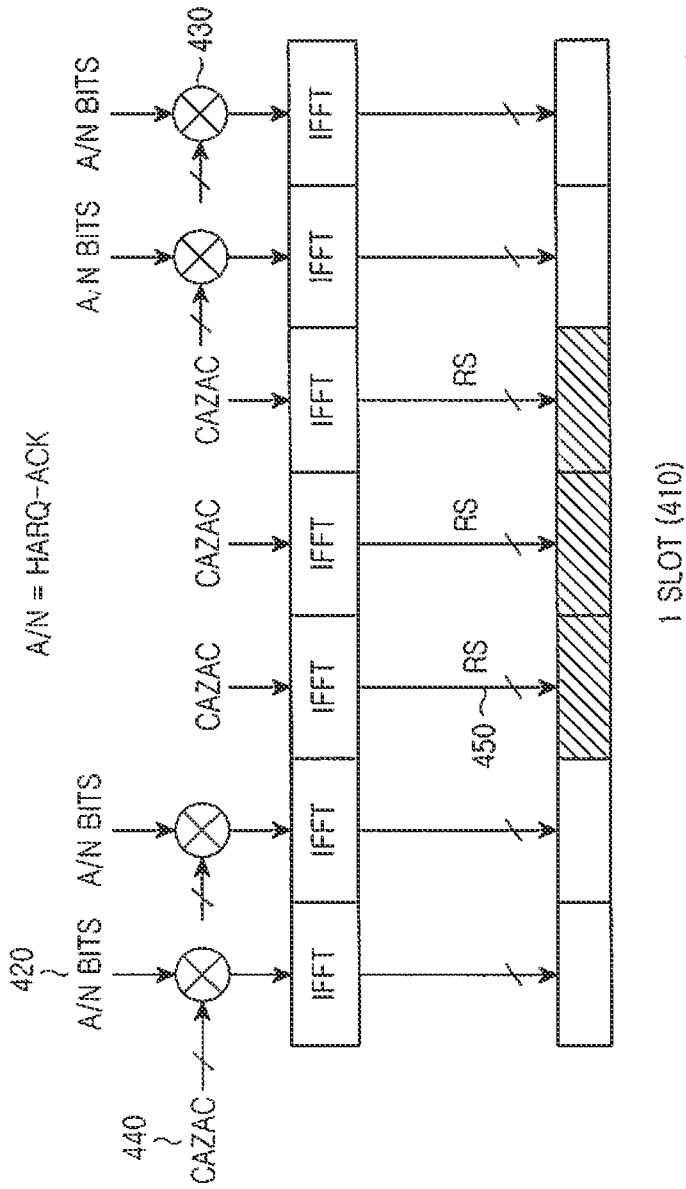 A/N = HARQ-ACK
420
A/N BITS
A/N BITS
A/N BITS
A/N BITS
440
CAZAC
CAZAC
CAZAC
CAZAC
430
IFFT
IFFT
IFFT
IFFT
IFFT
IFFT
IFFT
450
RS
RS
RS
1 SLOT (410)